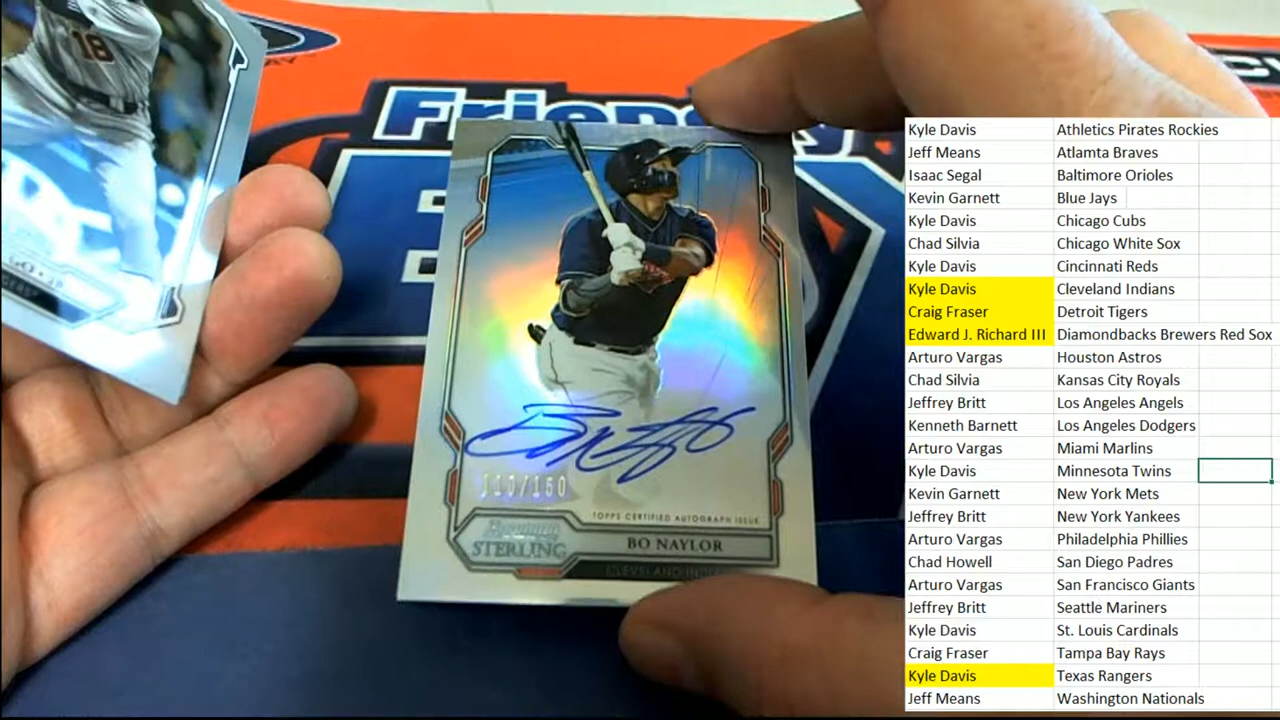 18
Friend
STERLING
BO NAYLOR
TOPPS CERTIFIED AUTOGRAPH ISSUE
/150
Kyle Davis Athletics Pirates Rockies
Jeff Means Atlamta Braves
Isaac Segal Baltimore Orioles
Kevin Garnett Blue Jays
Kyle Davis Chicago Cubs
Chad Silvia Chicago White Sox
Kyle Davis Cincinnati Reds
Kyle Davis Cleveland Indians
Craig Fraser Detroit Tigers
Edward J. Richard III Diamondbacks Brewers Red Sox
Arturo Vargas Houston Astros
Chad Silvia Kansas City Royals
Jeffrey Britt Los Angeles Angels
Kenneth Barnett Los Angeles Dodgers
Arturo Vargas Miami Marlins
Kyle Davis Minnesota Twins
Kevin Garnett New York Mets
Jeffrey Britt New York Yankees
Arturo Vargas Philadelphia Phillies
Chad Howell San Diego Padres
Arturo Vargas San Francisco Giants
Jeffrey Britt Seattle Mariners
Kyle Davis St. Louis Cardinals
Craig Fraser Tampa Bay Rays
Kyle Davis Texas Rangers
Jeff Means Washington Nationals